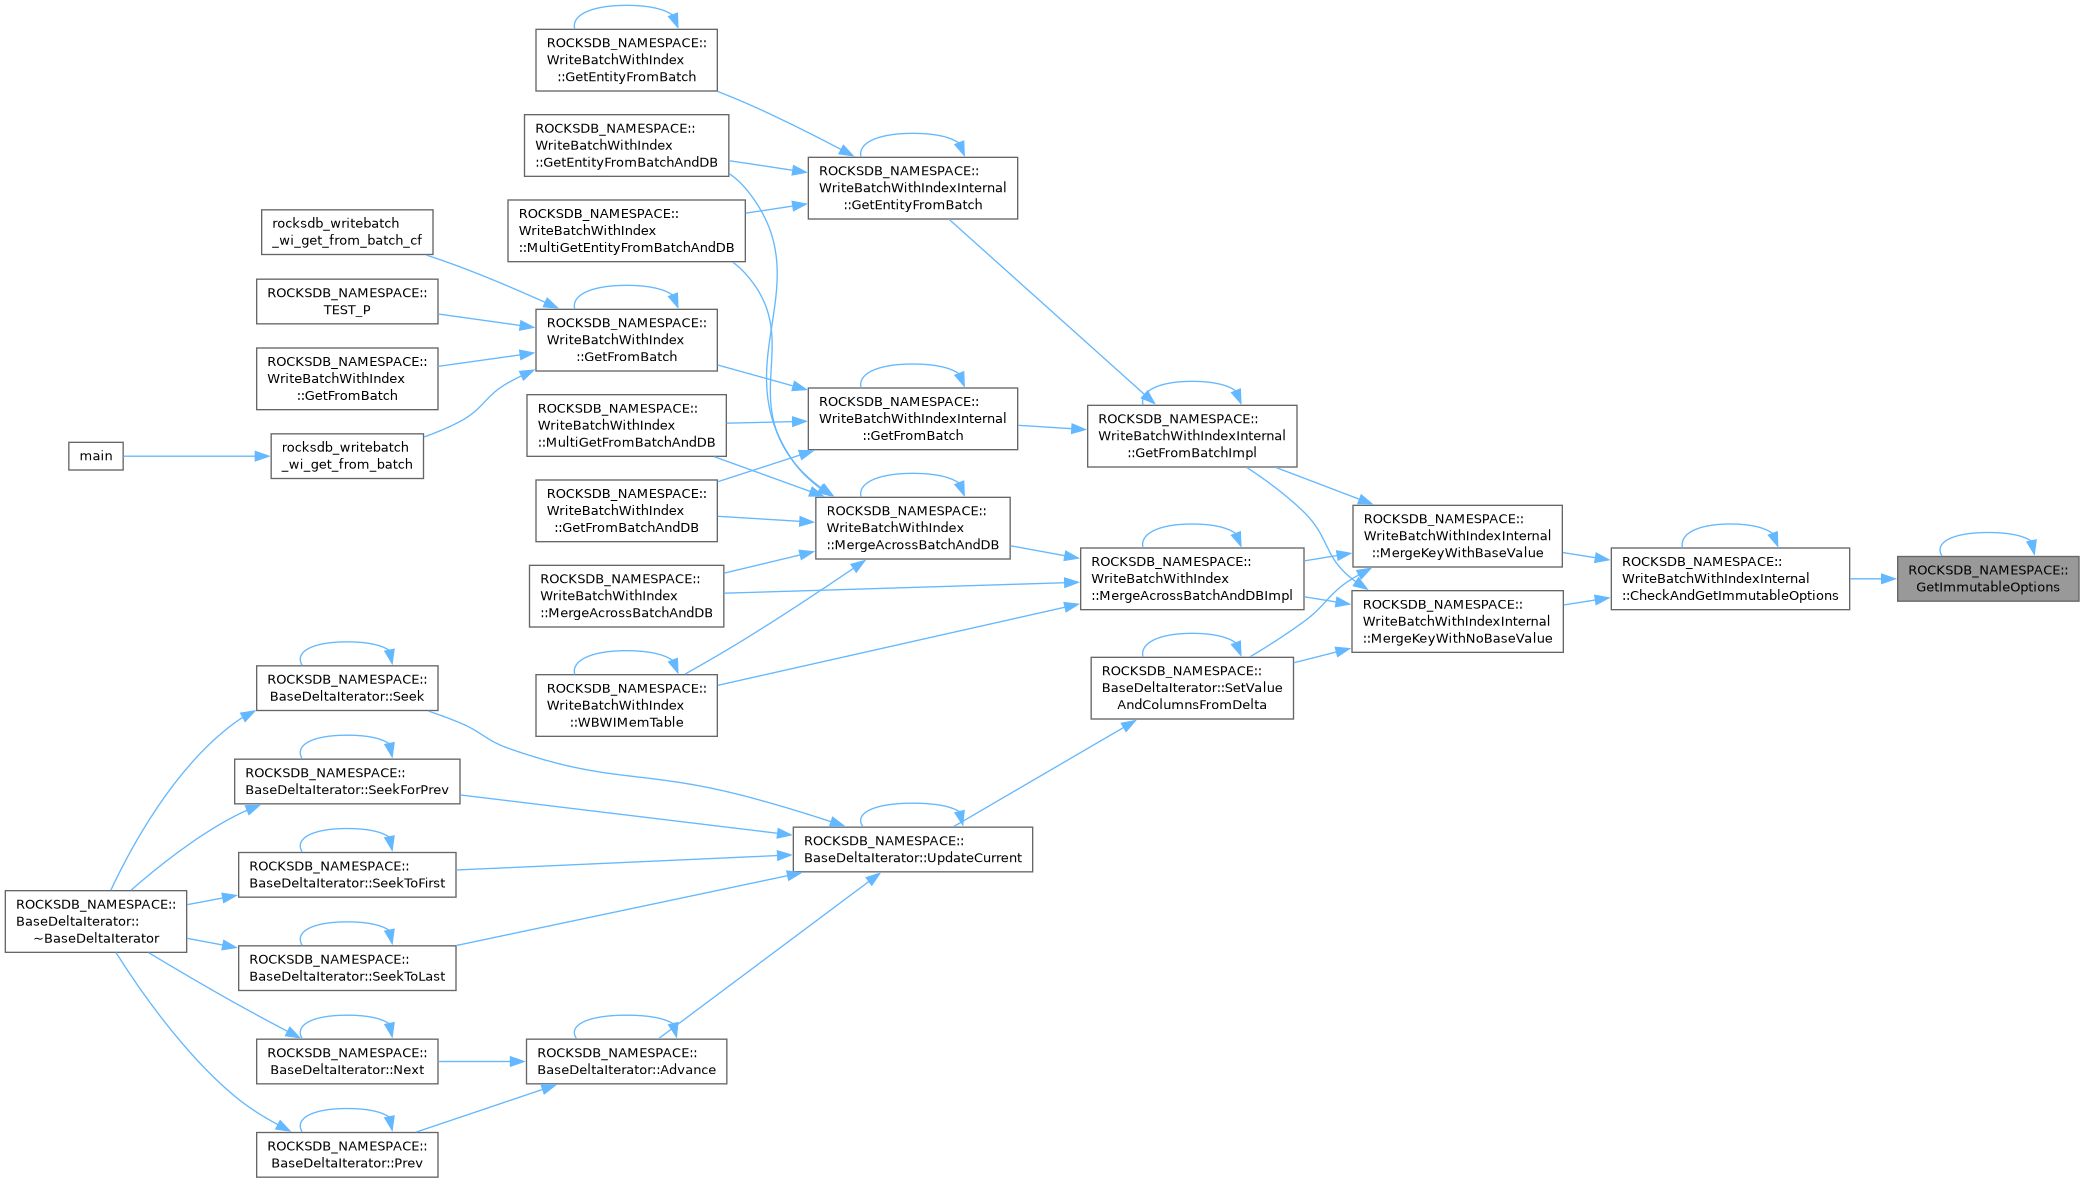 ROCKSDB_NAMESPACE::
WriteBatchWithIndex
::GetEntityFromBatch
ROCKSDB_NAMESPACE::
WriteBatchWithIndex
::GetEntityFromBatchAndDB
ROCKSDB_NAMESPACE::
WriteBatchWithIndexInternal
::GetEntityFromBatch
ROCKSDB_NAMESPACE::
WriteBatchWithIndex
::MultiGetEntityFromBatchAndDB
rocksdb_writebatch
_wi_get_from_batch_cf
ROCKSDB_NAMESPACE::
TEST_P
ROCKSDB_NAMESPACE::
WriteBatchWithIndex
::GetFromBatch
ROCKSDB_NAMESPACE::
WriteBatchWithIndex
::GetFromBatch
ROCKSDB_NAMESPACE::
WriteBatchWithIndexInternal
::GetFromBatch
ROCKSDB_NAMESPACE::
WriteBatchWithIndex
::MultiGetFromBatchAndDB
ROCKSDB_NAMESPACE::
WriteBatchWithIndexInternal
::GetFromBatchImpl
main
rocksdb_writebatch
_wi_get_from_batch
ROCKSDB_NAMESPACE::
WriteBatchWithIndex
::GetFromBatchAndDB
ROCKSDB_NAMESPACE::
WriteBatchWithIndex
::MergeAcrossBatchAndDB
ROCKSDB_NAMESPACE::
WriteBatchWithIndexInternal
::MergeKeyWithBaseValue
ROCKSDB_NAMESPACE::
WriteBatchWithIndex
::MergeAcrossBatchAndDB
ROCKSDB_NAMESPACE::
WriteBatchWithIndex
::MergeAcrossBatchAndDBImpl
ROCKSDB_NAMESPACE::
WriteBatchWithIndexInternal
::CheckAndGetImmutableOptions
ROCKSDB_NAMESPACE::
GetImmutableOptions
ROCKSDB_NAMESPACE::
WriteBatchWithIndexInternal
::MergeKeyWithNoBaseValue
ROCKSDB_NAMESPACE::
BaseDeltaIterator::Seek
ROCKSDB_NAMESPACE::
WriteBatchWithIndex
::WBWIMemTable
ROCKSDB_NAMESPACE::
BaseDeltaIterator::SetValue
AndColumnsFromDelta
ROCKSDB_NAMESPACE::
BaseDeltaIterator::SeekForPrev
ROCKSDB_NAMESPACE::
BaseDeltaIterator::UpdateCurrent
ROCKSDB_NAMESPACE::
BaseDeltaIterator::SeekToFirst
ROCKSDB_NAMESPACE::
BaseDeltaIterator::
~BaseDeltaIterator
ROCKSDB_NAMESPACE::
BaseDeltaIterator::SeekToLast
ROCKSDB_NAMESPACE::
BaseDeltaIterator::Next
ROCKSDB_NAMESPACE::
BaseDeltaIterator::Advance
ROCKSDB_NAMESPACE::
BaseDeltaIterator::Prev